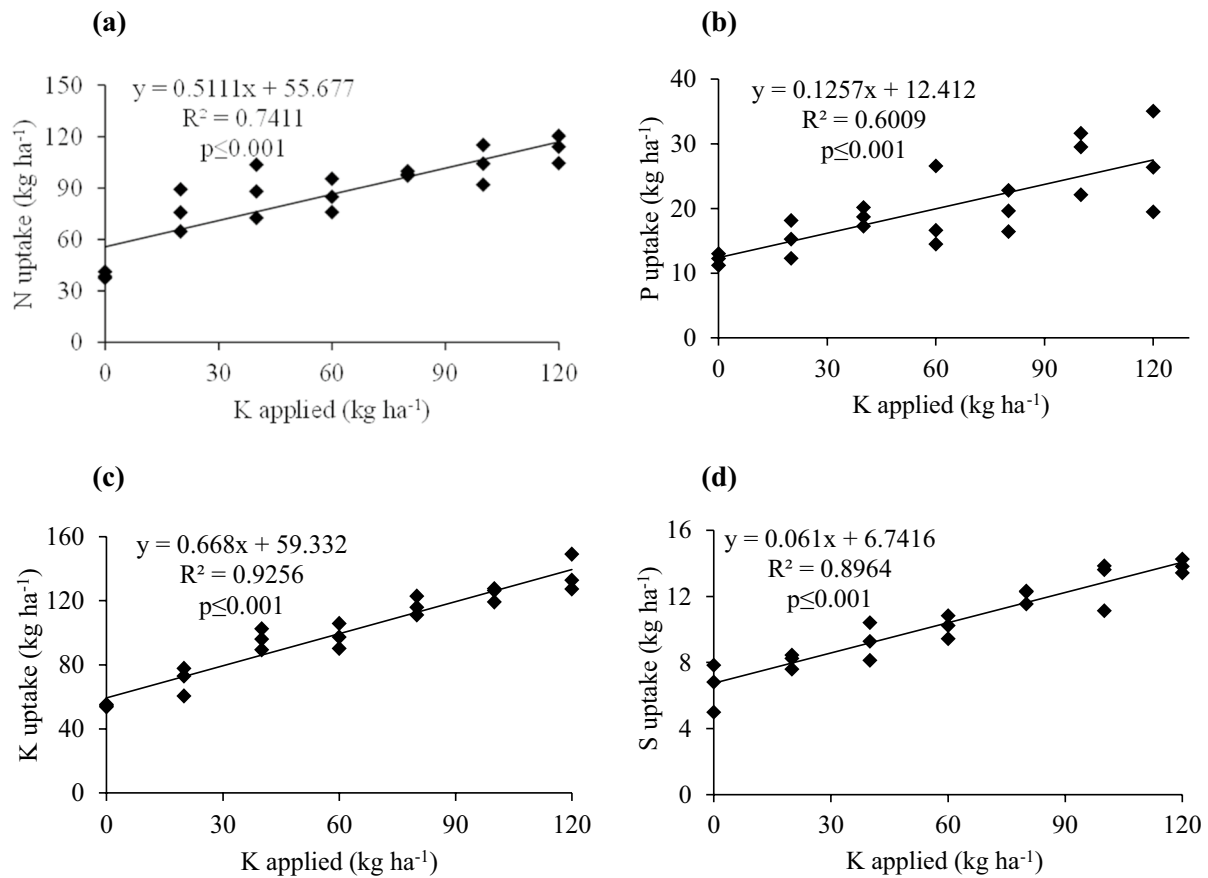 (a)
y = 0.5111x + 55.677
R² = 0.7411
p≤0.001
N uptake (kg ha⁻¹)
150
120
90
60
30
0
0 30 60 90 120
K applied (kg ha⁻¹)
(b)
y = 0.1257x + 12.412
R² = 0.6009
p≤0.001
P uptake (kg ha⁻¹)
40
30
20
10
0
0 30 60 90 120
K applied (kg ha⁻¹)
(c)
y = 0.668x + 59.332
R² = 0.9256
p≤0.001
K uptake (kg ha⁻¹)
160
120
80
40
0
0 30 60 90 120
K applied (kg ha⁻¹)
(d)
y = 0.061x + 6.7416
R² = 0.8964
p≤0.001
S uptake (kg ha⁻¹)
16
12
8
4
0
0 30 60 90 120
K applied (kg ha⁻¹)